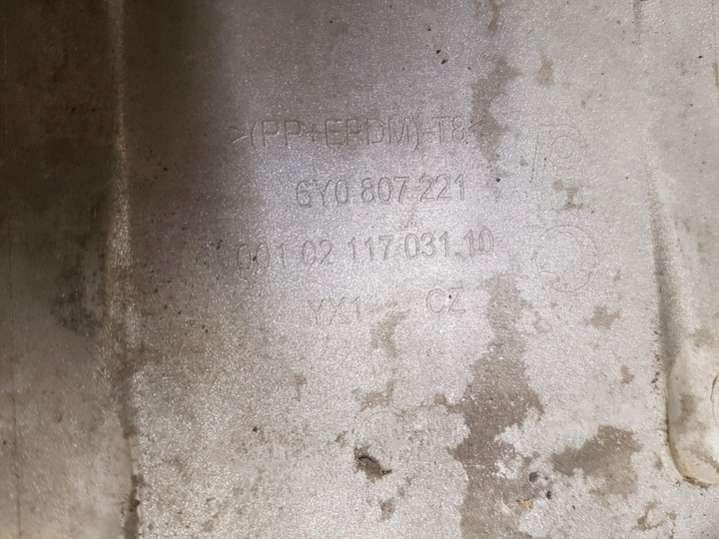 >(PP+EPDM)-T8<
6Y0 807 221
001 02 117 031.10
YX1 CZ